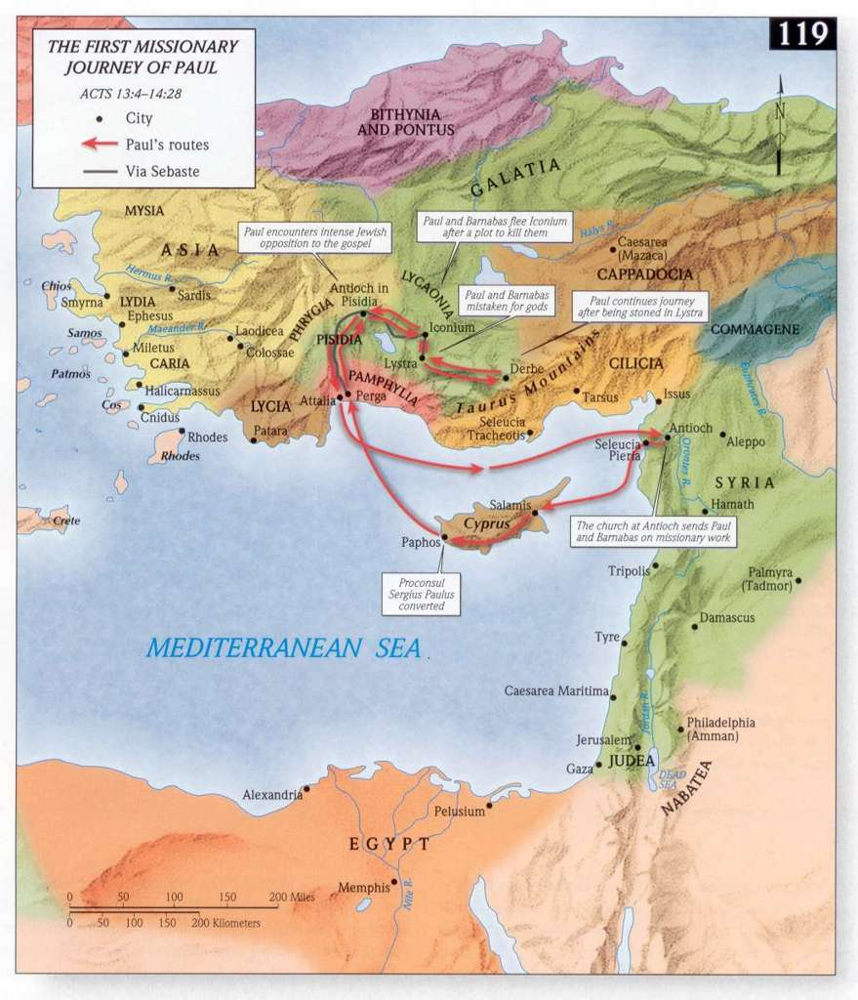 119
THE FIRST MISSIONARY
JOURNEY OF PAUL
ACTS 13:4–14:28
City
Paul's routes
Via Sebaste
N
BITHYNIA
AND PONTUS
GALATIA
MYSIA
ASIA
Paul encounters intense Jewish
opposition to the gospel
Paul and Barnabas flee Iconium
after a plot to kill them
Halys R.
Caesarea
(Mazaca)
CAPPADOCIA
Hermus R.
Chios
Smyrna
Sardis
LYDIA
Ephesus
Antioch in
Pisidia
LYCAONIA
PHRYGIA
Paul and Barnabas
mistaken for gods
Paul continues journey
after being stoned in Lystra
COMMAGENE
Samos
Maeander R.
Laodicea
Colossae
Miletus
CARIA
PISIDIA
Iconium
Lystra
Derbe
CILICIA
Euphrates R.
Patmos
Halicarnassus
Cos
Cnidus
LYCIA
PAMPHYLIA
Attalia
Perga
Taurus Mountains
Tarsus
Issus
Rhodes
Rhodes
Patara
Seleucia
Tracheotis
Seleucia
Pieria
Antioch
Aleppo
Orontes R.
SYRIA
Crete
Salamis
Cyprus
Hamath
Paphos
The church at Antioch sends Paul
and Barnabas on missionary work
Proconsul
Sergius Paulus
converted
Tripolis
Palmyra
(Tadmor)
MEDITERRANEAN SEA
Tyre
Damascus
Caesarea Maritima
Jordan R.
Philadelphia
(Amman)
Jerusalem
JUDEA
Gaza
DEAD
SEA
NABATEA
Alexandria
Pelusium
EGYPT
Memphis
Nile R.
0 50 100 150 200 Miles
0 50 100 150 200 Kilometers